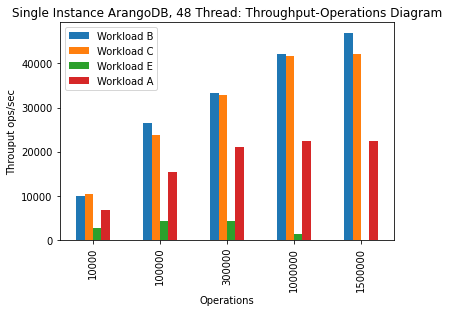 Single Instance ArangoDB, 48 Thread: Throughput-Operations Diagram
Workload B
Workload C
Workload E
Workload A
Throuput ops/sec
40000
30000
20000
10000
0
10000
100000
300000
1000000
1500000
Operations